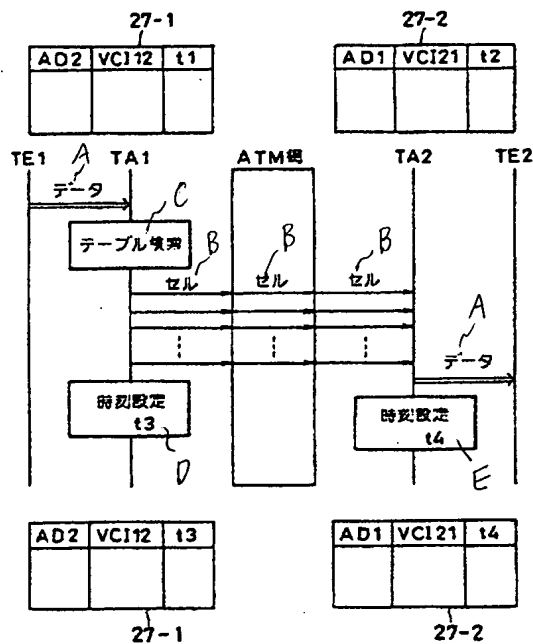 27-1 27-2
AD2 VCI12 t1 AD1 VCI21 t2
TE1 A TA1 ATM網 TA2 TE2
データ C
テーブル検索 B B B
セル セル セル A
データ
時刻設定 時刻設定
t3 t4
D E
AD2 VCI12 t3 AD1 VCI21 t4
27-1 27-2